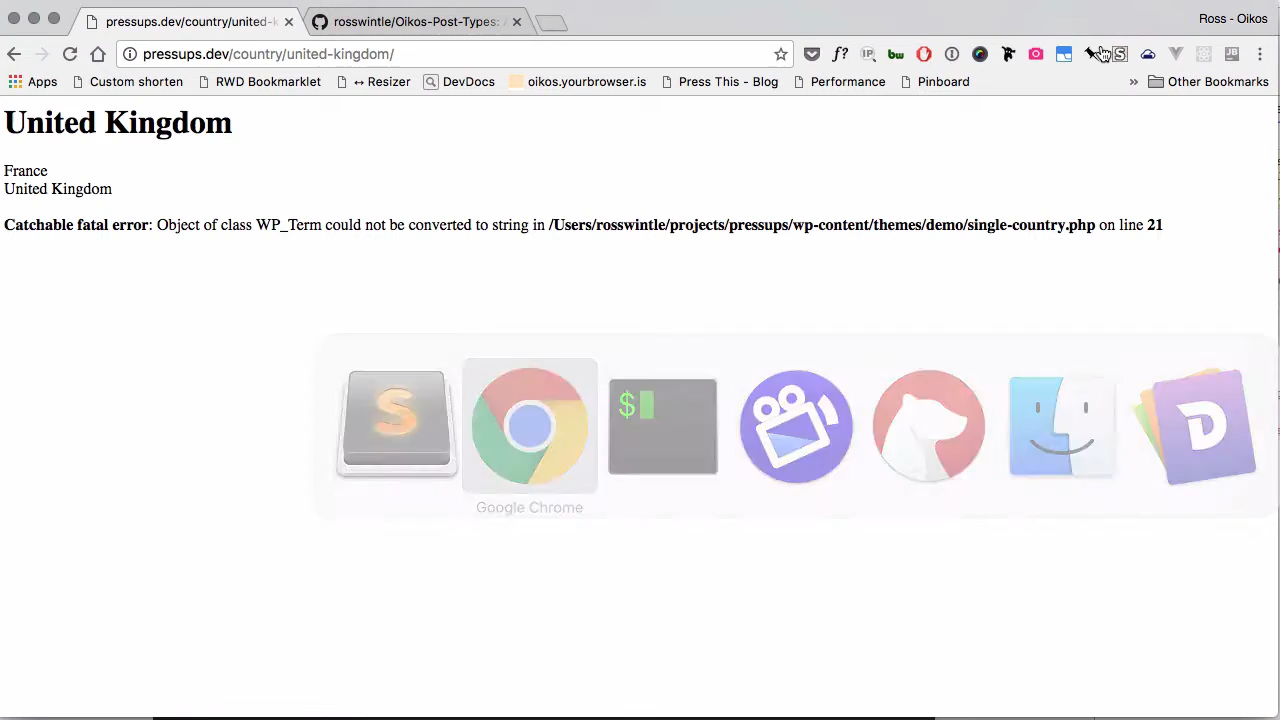 pressups.dev/country/united-k
rosswintle/Oikos-Post-Types: A
Ross - Oikos
pressups.dev/country/united-kingdom/
f?
IP
bw
S
JB
Apps
Custom shorten
RWD Bookmarklet
↔ Resizer
DevDocs
oikos.yourbrowser.is
Press This - Blog
Performance
Pinboard
»
Other Bookmarks
United Kingdom
France
United Kingdom
Catchable fatal error: Object of class WP_Term could not be converted to string in /Users/rosswintle/projects/pressups/wp-content/themes/demo/single-country.php on line 21
S
$
D
Google Chrome